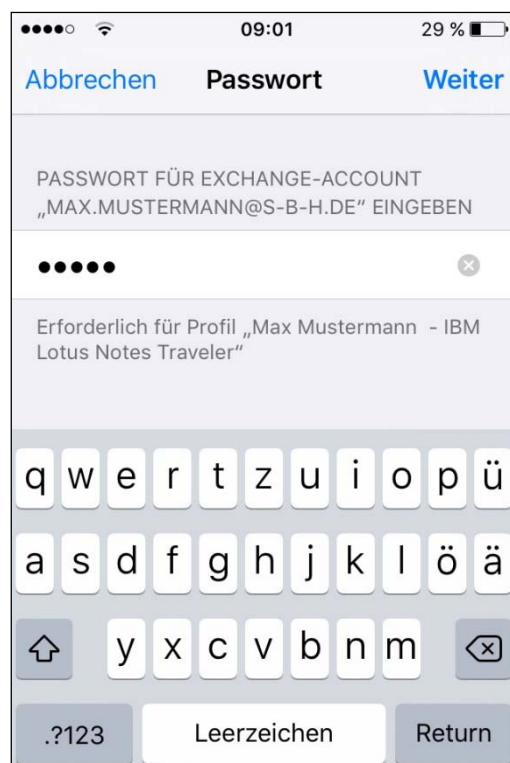 09:01
29 %
Abbrechen Passwort Weiter
PASSWORT FÜR EXCHANGE-ACCOUNT
„MAX.MUSTERMANN@S-B-H.DE“ EINGEBEN
●●●●●
Erforderlich für Profil „Max Mustermann - IBM
Lotus Notes Traveler“
q w e r t z u i o p ü
a s d f g h j k l ö ä
y x c v b n m
.?123 Leerzeichen Return